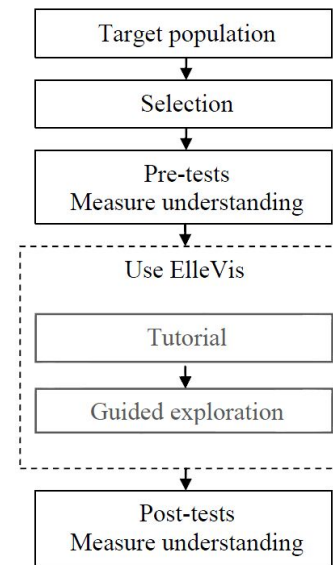 Target population
Selection
Pre-tests
Measure understanding
Use ElleVis
Tutorial
Guided exploration
Post-tests
Measure understanding